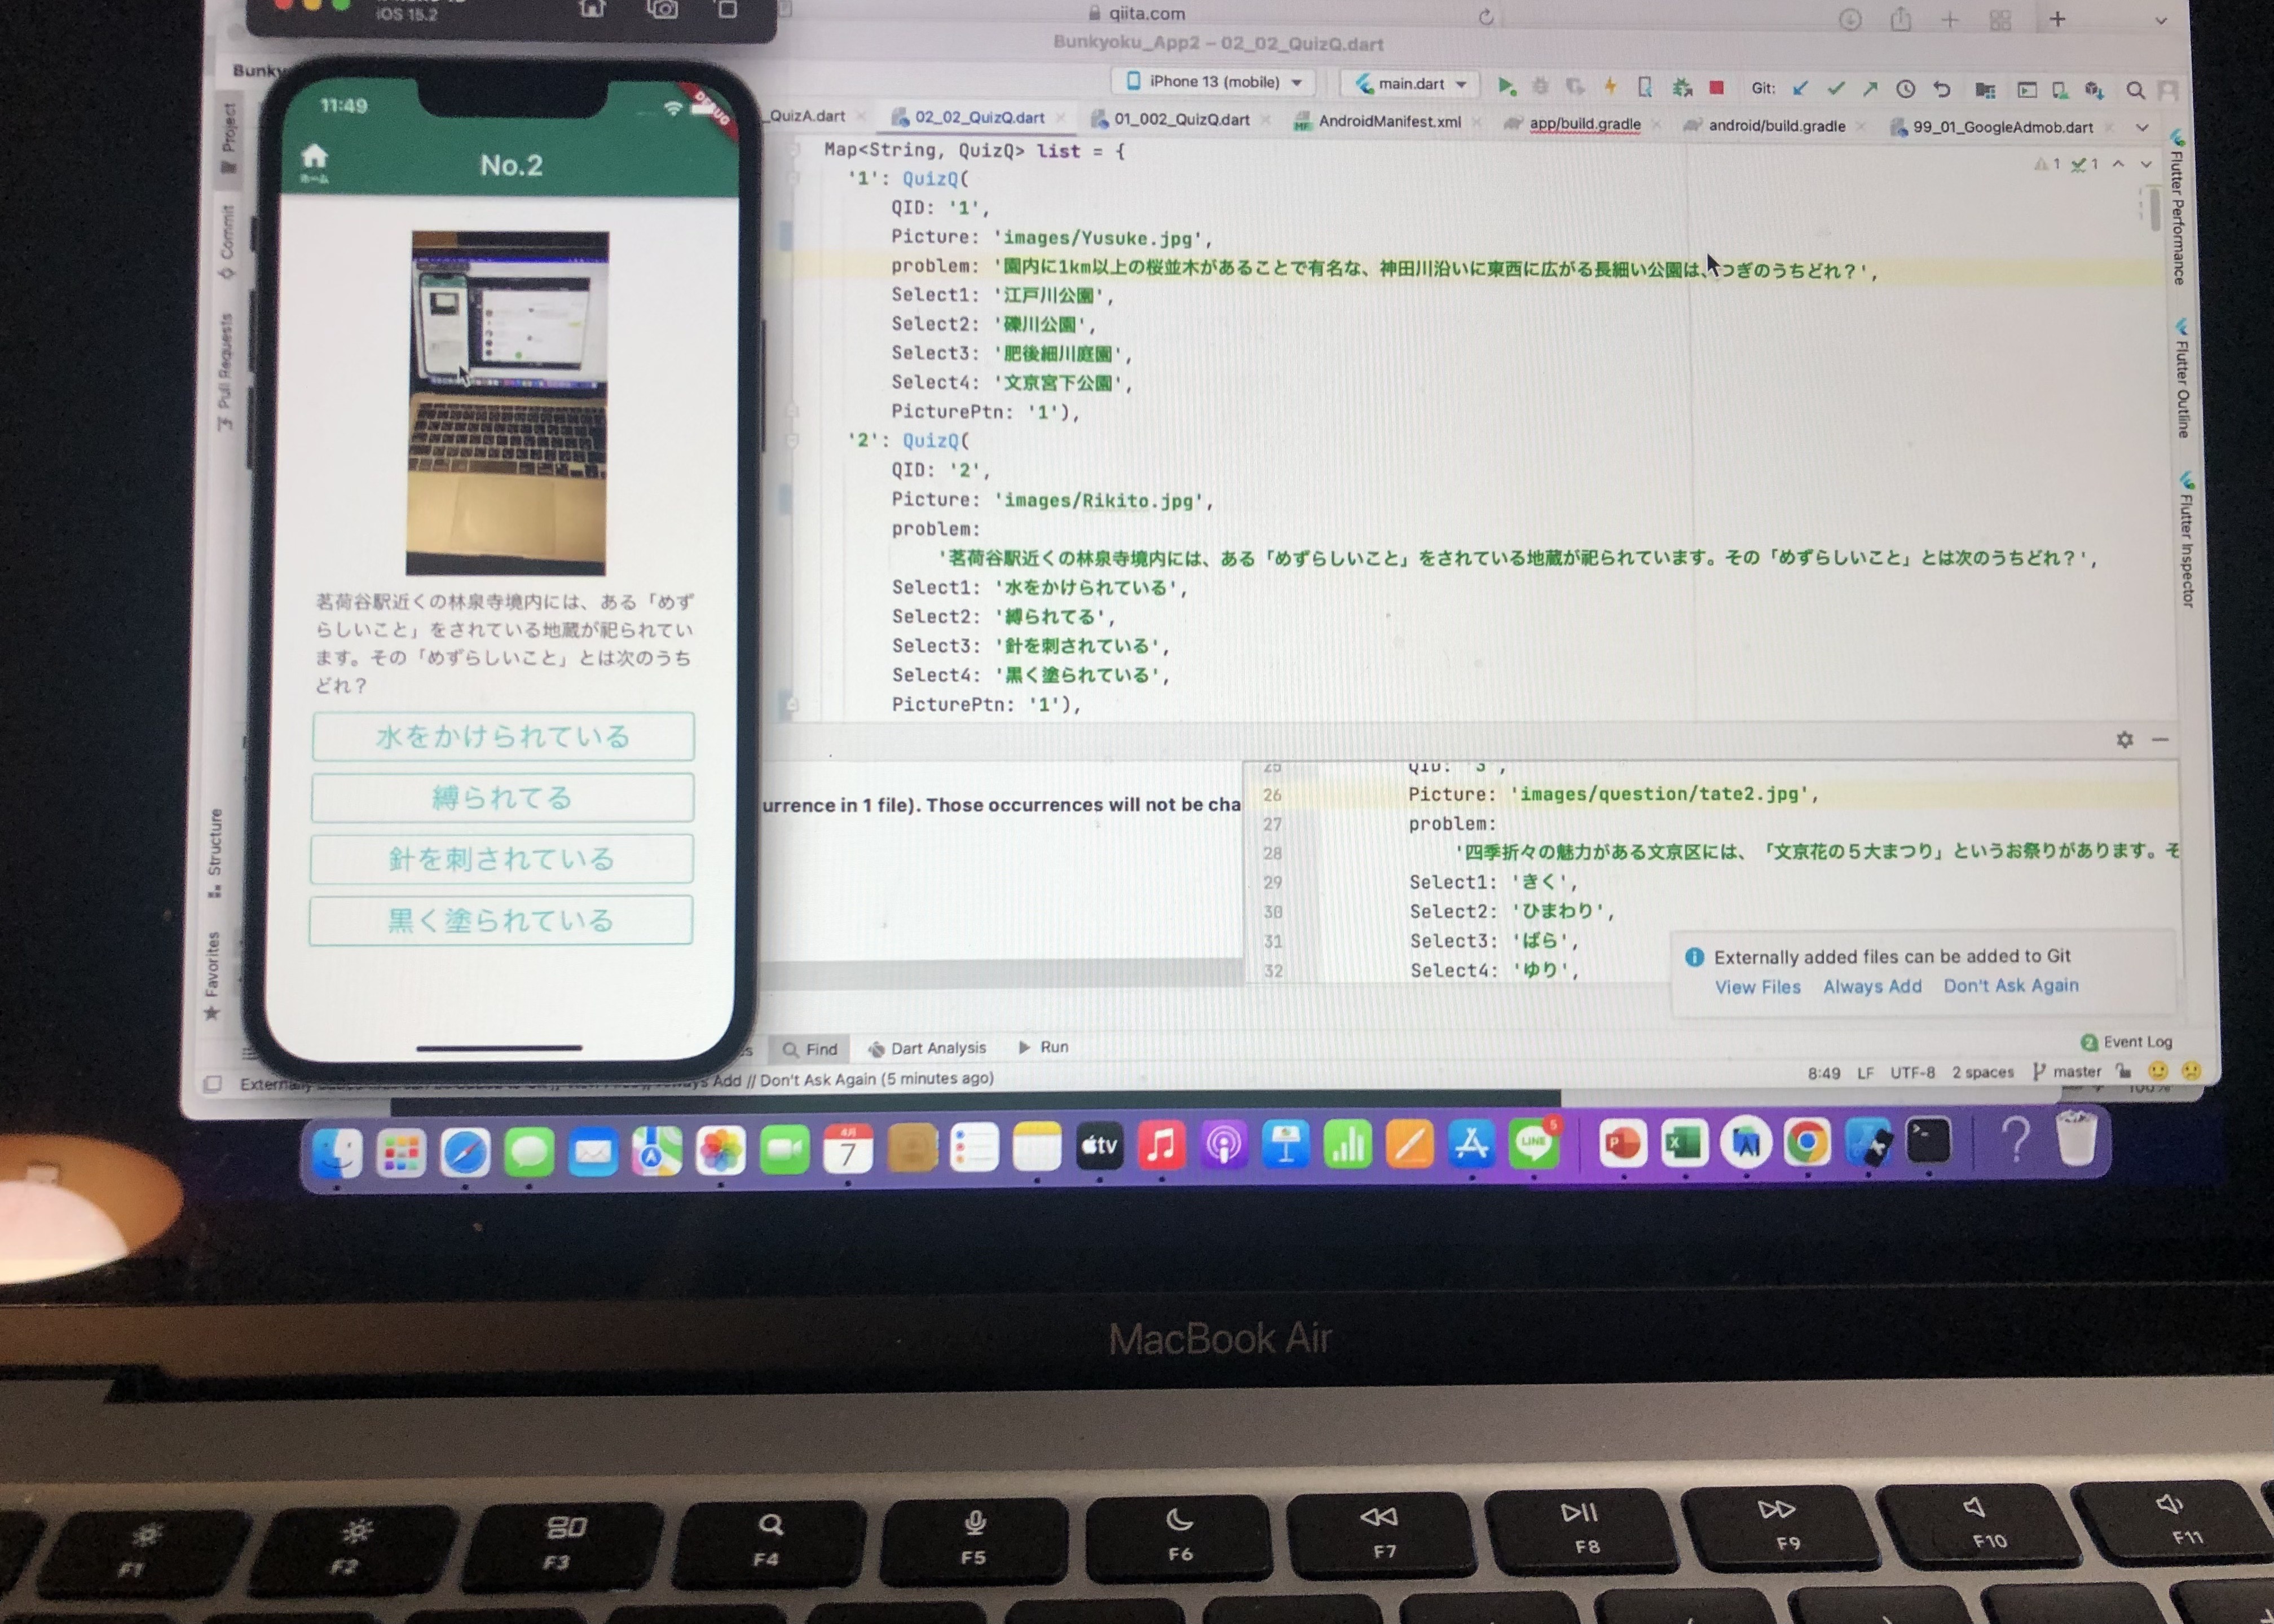 iOS 15.2
qiita.com
Bunkyoku_App2 – 02_02_QuizQ.dart
Bunky
iPhone 13 (mobile)
main.dart
Git:
_QuizA.dart
02_02_QuizQ.dart
01_002_QuizQ.dart
AndroidManifest.xml
app/build.gradle
android/build.gradle
99_01_GoogleAdmob.dart
Project
Commit
Pull Requests
Structure
Favorites
11:49
DEBUG
ホーム
No.2
茗荷谷駅近くの林泉寺境内には、ある「めず
らしいこと」をされている地蔵が祀られてい
ます。その「めずらしいこと」とは次のうち
どれ？
水をかけられている
縛られてる
針を刺されている
黒く塗られている
Map<String, QuizQ> list = {
'1': QuizQ(
QID: '1',
Picture: 'images/Yusuke.jpg',
problem: '園内に1km以上の桜並木があることで有名な、神田川沿いに東西に広がる長細い公園は、つぎのうちどれ？',
Select1: '江戸川公園',
Select2: '礫川公園',
Select3: '肥後細川庭園',
Select4: '文京宮下公園',
PicturePtn: '1'),
'2': QuizQ(
QID: '2',
Picture: 'images/Rikito.jpg',
problem:
'茗荷谷駅近くの林泉寺境内には、ある「めずらしいこと」をされている地蔵が祀られています。その「めずらしいこと」とは次のうちどれ？',
Select1: '水をかけられている',
Select2: '縛られてる',
Select3: '針を刺されている',
Select4: '黒く塗られている',
PicturePtn: '1'),
1
1
Flutter Performance
Flutter Outline
Flutter Inspector
urrence in 1 file). Those occurrences will not be cha
25 QID: '3',
26 Picture: 'images/question/tate2.jpg',
27 problem:
28 '四季折々の魅力がある文京区には、「文京花の５大まつり」というお祭りがあります。そ
29 Select1: 'きく',
30 Select2: 'ひまわり',
31 Select3: 'ばら',
32 Select4: 'ゆり',
Externally added files can be added to Git
View Files Always Add Don't Ask Again
Find
Dart Analysis
Run
2 Event Log
Add // Don't Ask Again (5 minutes ago)
8:49 LF UTF-8 2 spaces master
100%
4月
7
tv
LINE
5
P
X
MacBook Air
F1
F2
F3
F4
F5
F6
F7
F8
F9
F10
F11